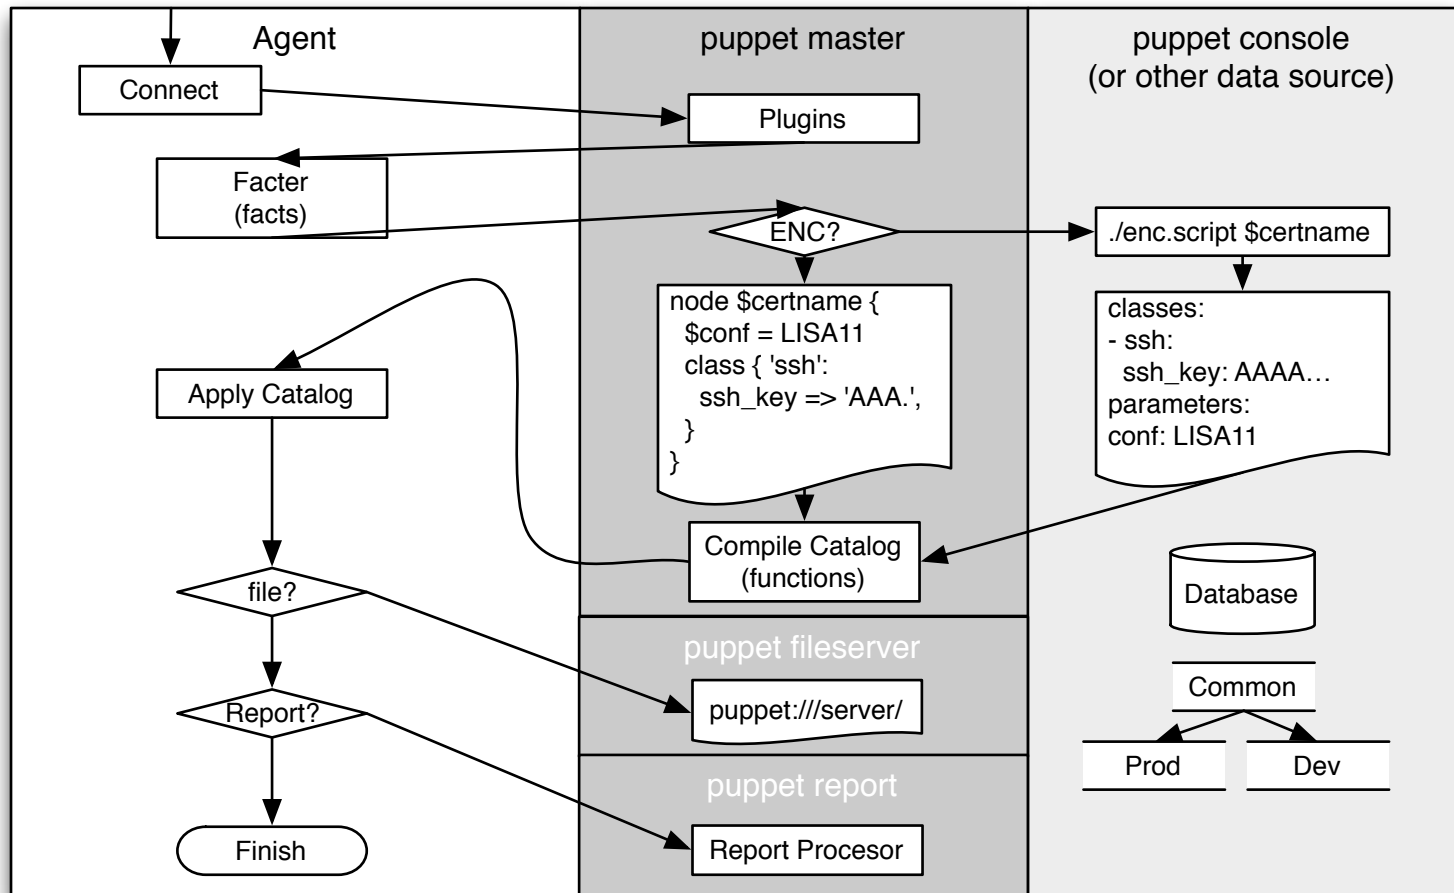 Agent
Connect
Facter
(facts)
Apply Catalog
file?
Report?
Finish
puppet master
Plugins
ENC?
node $certname {
$conf = LISA11
class { 'ssh':
ssh_key => 'AAA.',
}
}
Compile Catalog
(functions)
puppet fileserver
puppet:///server/
puppet report
Report Procesor
puppet console
(or other data source)
./enc.script $certname
classes:
- ssh:
ssh_key: AAAA…
parameters:
conf: LISA11
Database
Common
Prod
Dev